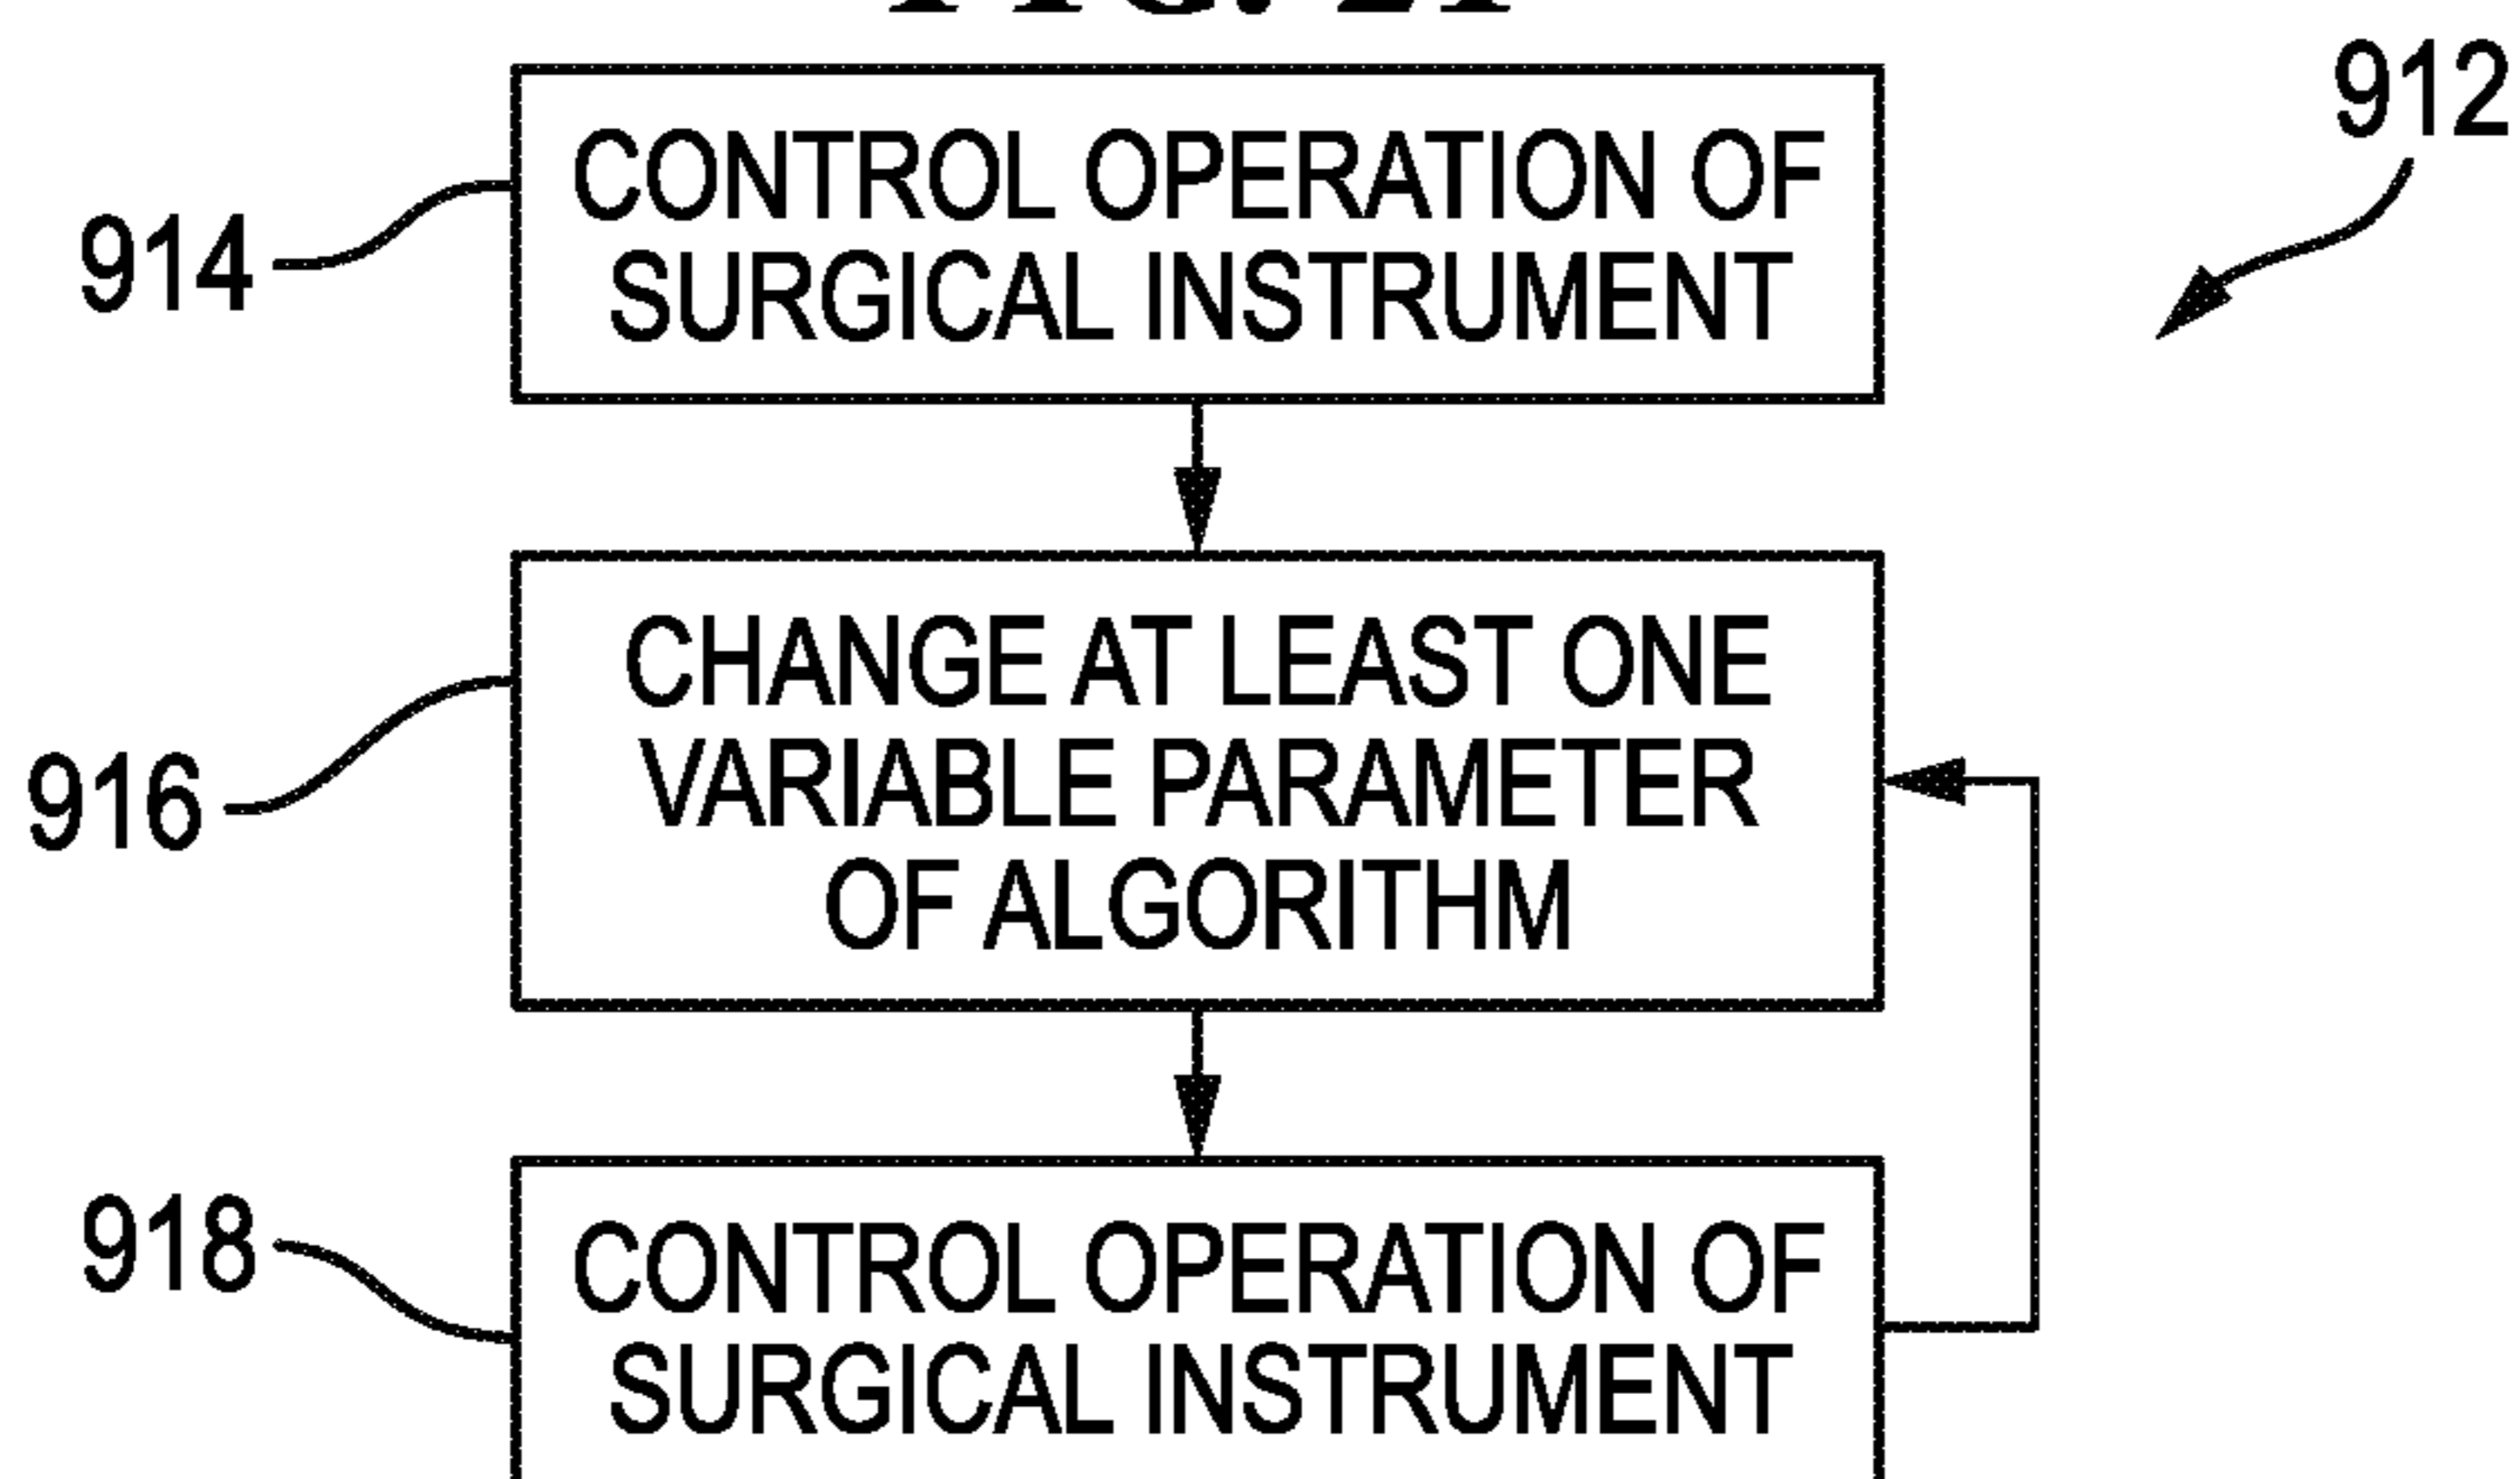 912
CONTROL OPERATION OF
SURGICAL INSTRUMENT
914
CHANGE AT LEAST ONE
VARIABLE PARAMETER
OF ALGORITHM
916
918
CONTROL OPERATION OF
SURGICAL INSTRUMENT